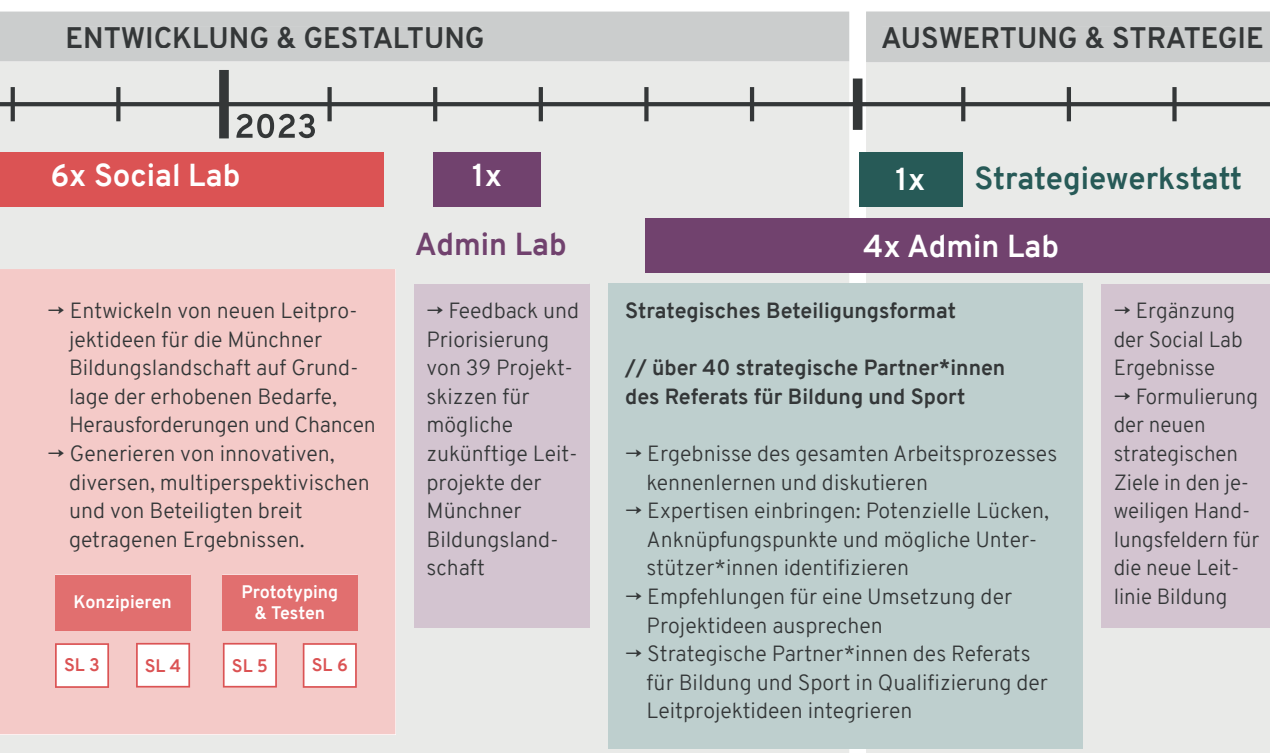 ENTWICKLUNG & GESTALTUNG
AUSWERTUNG & STRATEGIE
2023
6x Social Lab
1x
Admin Lab
1x
Strategiewerkstatt
4x Admin Lab
→ Entwickeln von neuen Leitpro-
jektideen für die Münchner
Bildungslandschaft auf Grund-
lage der erhobenen Bedarfe,
Herausforderungen und Chancen
→ Generieren von innovativen,
diversen, multiperspektivischen
und von Beteiligten breit
getragenen Ergebnissen.
Konzipieren
Prototyping
& Testen
SL 3
SL 4
SL 5
SL 6
→ Feedback und
Priorisierung
von 39 Projekt-
skizzen für
mögliche
zukünftige Leit-
projekte der
Münchner
Bildungsland-
schaft
Strategisches Beteiligungsformat
// über 40 strategische Partner*innen
des Referats für Bildung und Sport
→ Ergebnisse des gesamten Arbeitsprozesses
kennenlernen und diskutieren
→ Expertisen einbringen: Potenzielle Lücken,
Anknüpfungspunkte und mögliche Unter-
stützer*innen identifizieren
→ Empfehlungen für eine Umsetzung der
Projektideen ausprechen
→ Strategische Partner*innen des Referats
für Bildung und Sport in Qualifizierung der
Leitprojektideen integrieren
→ Ergänzung
der Social Lab
Ergebnisse
→ Formulierung
der neuen
strategischen
Ziele in den je-
weiligen Hand-
lungsfeldern für
die neue Leit-
linie Bildung